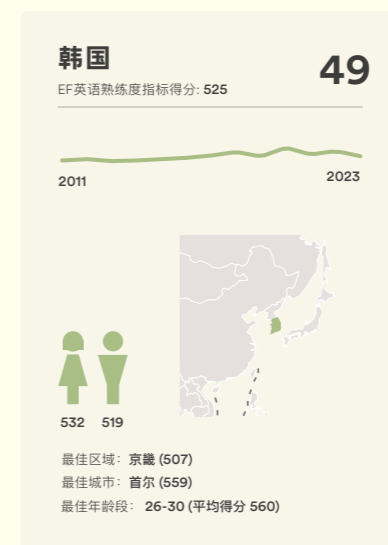 韩国
49
EF英语熟练度指标得分: 525
2011
2023
532 519
最佳区域: 京畿 (507)
最佳城市: 首尔 (559)
最佳年龄段: 26-30 (平均得分 560)